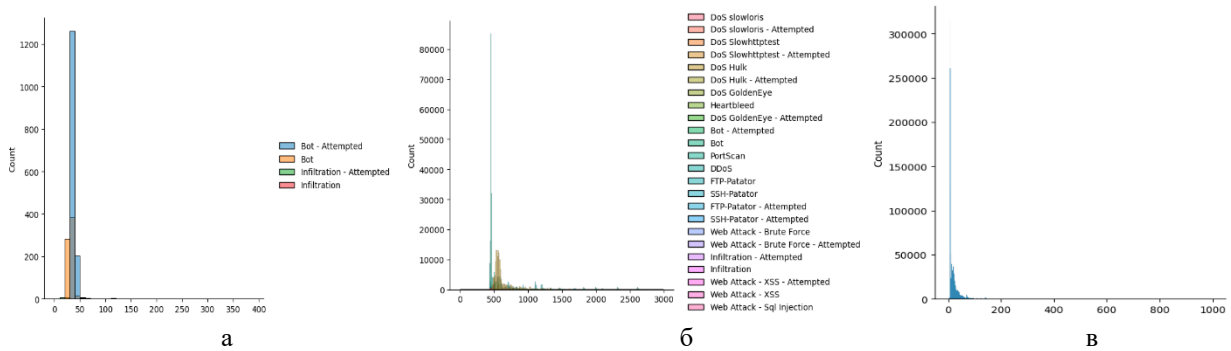 1200
1000
800
600
400
200
0
Count
0 50 100 150 200 250 300 350 400
Bot - Attempted
Bot
Infiltration - Attempted
Infiltration
а
80000
70000
60000
50000
40000
30000
20000
10000
0
Count
0 500 1000 1500 2000 2500 3000
DoS slowloris
DoS slowloris - Attempted
DoS Slowhttptest
DoS Slowhttptest - Attempted
DoS Hulk
DoS Hulk - Attempted
DoS GoldenEye
Heartbleed
DoS GoldenEye - Attempted
Bot - Attempted
Bot
PortScan
DDoS
FTP-Patator
SSH-Patator
FTP-Patator - Attempted
SSH-Patator - Attempted
Web Attack - Brute Force
Web Attack - Brute Force - Attempted
Infiltration - Attempted
Infiltration
Web Attack - XSS - Attempted
Web Attack - XSS
Web Attack - Sql Injection
б
300000
250000
200000
150000
100000
50000
0
Count
0 200 400 600 800 1000
в